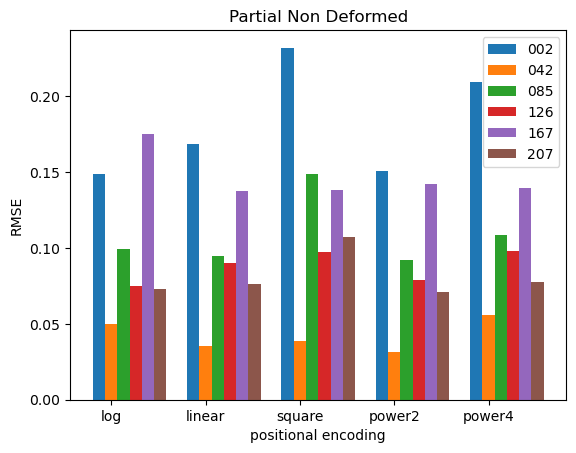 Partial Non Deformed
002
042
085
126
167
207
RMSE
0.20
0.15
0.10
0.05
0.00
log linear square power2 power4
positional encoding